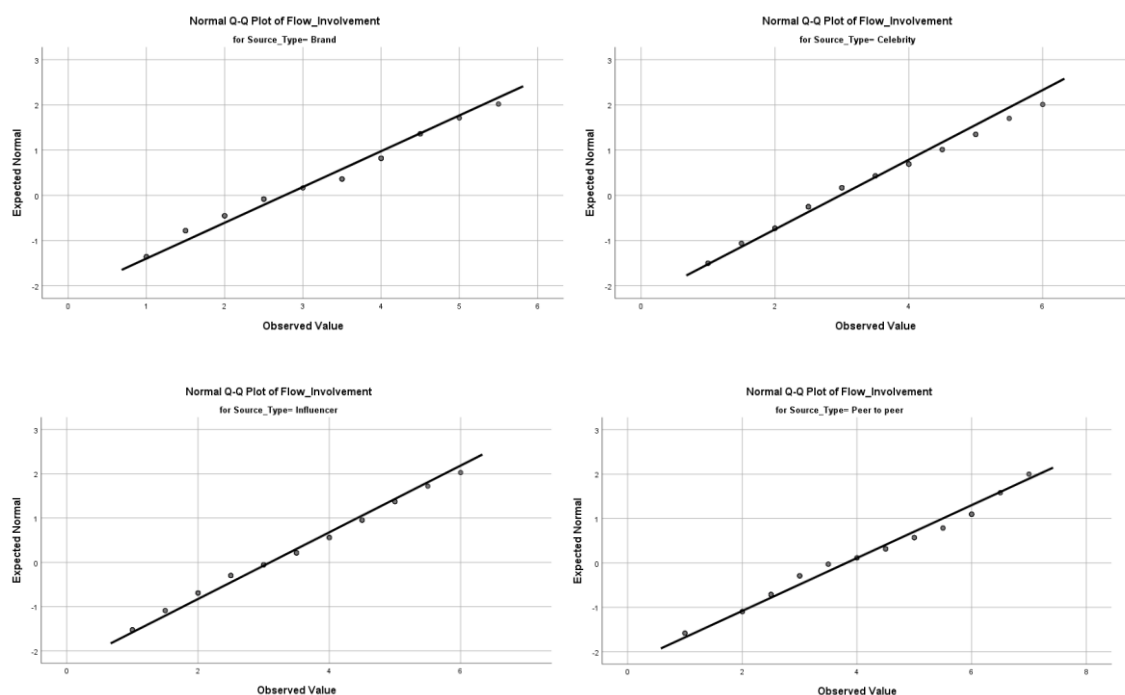 Normal Q-Q Plot of Flow_Involvement
for Source_Type= Brand
3
2
1
0
-1
-2
Expected Normal
0 1 2 3 4 5 6
Observed Value
Normal Q-Q Plot of Flow_Involvement
for Source_Type= Celebrity
3
2
1
0
-1
-2
Expected Normal
0 2 4 6
Observed Value
Normal Q-Q Plot of Flow_Involvement
for Source_Type= Influencer
3
2
1
0
-1
-2
Expected Normal
0 2 4 6
Observed Value
Normal Q-Q Plot of Flow_Involvement
for Source_Type= Peer to peer
3
2
1
0
-1
-2
Expected Normal
0 2 4 6 8
Observed Value